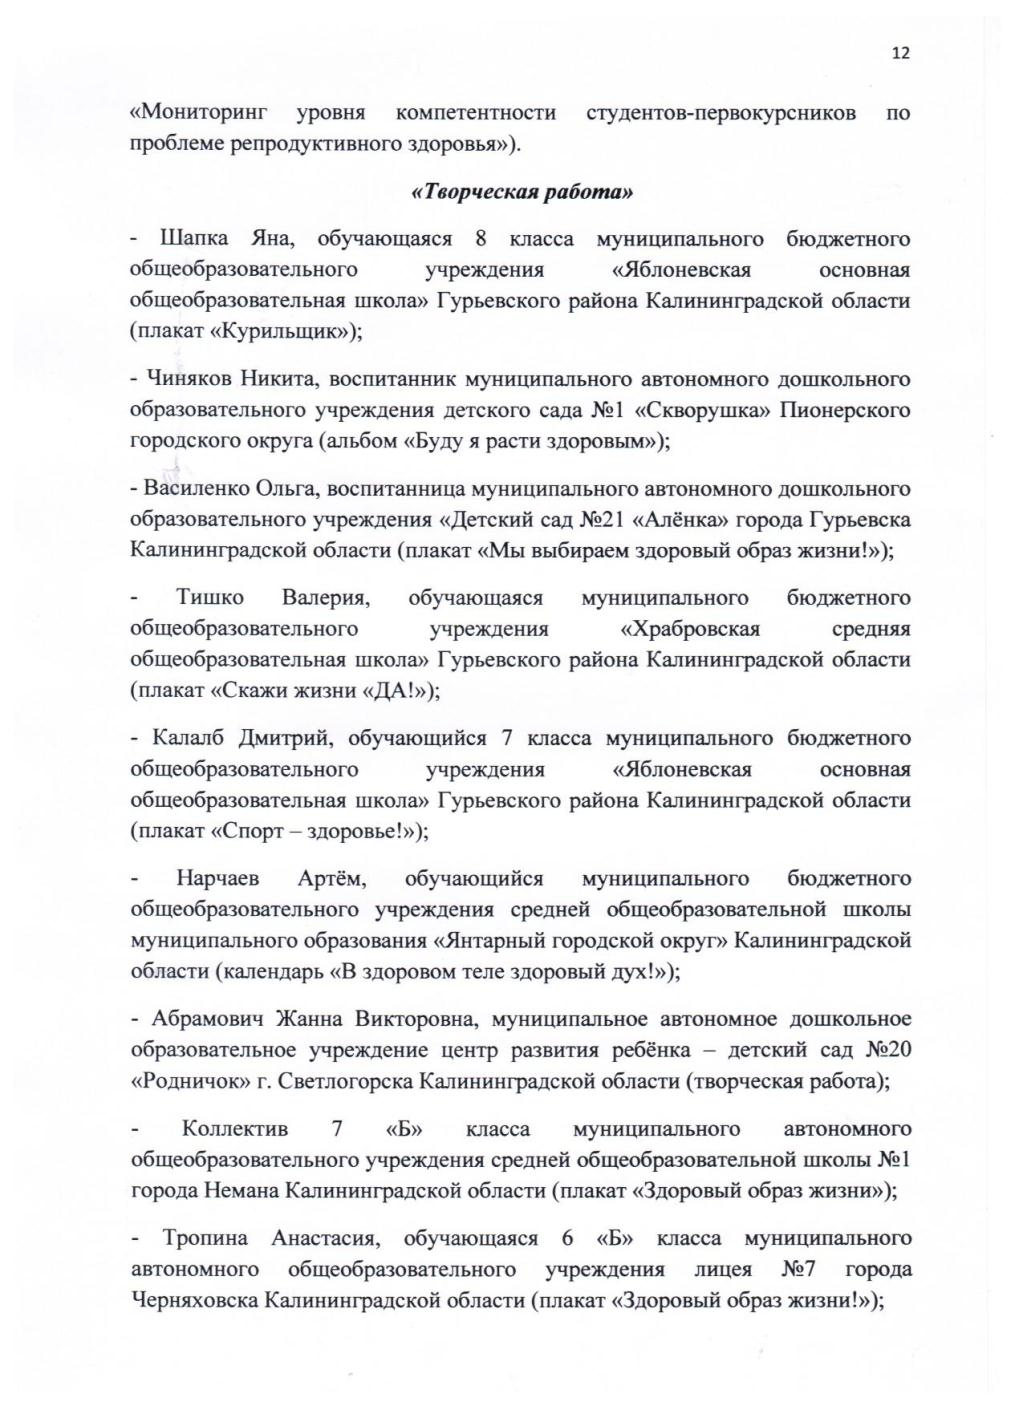 12
«Мониторинг уровня компетентности студентов-первокурсников по
проблеме репродуктивного здоровья»).
«Творческая работа»
- Шапка Яна, обучающаяся 8 класса муниципального бюджетного
общеобразовательного учреждения «Яблоневская основная
общеобразовательная школа» Гурьевского района Калининградской области
(плакат «Курильщик»);
- Чиняков Никита, воспитанник муниципального автономного дошкольного
образовательного учреждения детского сада №1 «Скворушка» Пионерского
городского округа (альбом «Буду я расти здоровым»);
- Василенко Ольга, воспитанница муниципального автономного дошкольного
образовательного учреждения «Детский сад №21 «Алёнка» города Гурьевска
Калининградской области (плакат «Мы выбираем здоровый образ жизни!»);
- Тишко Валерия, обучающаяся муниципального бюджетного
общеобразовательного учреждения «Храбровская средняя
общеобразовательная школа» Гурьевского района Калининградской области
(плакат «Скажи жизни «ДА!»);
- Калалб Дмитрий, обучающийся 7 класса муниципального бюджетного
общеобразовательного учреждения «Яблоневская основная
общеобразовательная школа» Гурьевского района Калининградской области
(плакат «Спорт – здоровье!»);
- Нарчаев Артём, обучающийся муниципального бюджетного
общеобразовательного учреждения средней общеобразовательной школы
муниципального образования «Янтарный городской округ» Калининградской
области (календарь «В здоровом теле здоровый дух!»);
- Абрамович Жанна Викторовна, муниципальное автономное дошкольное
образовательное учреждение центр развития ребёнка – детский сад №20
«Родничок» г. Светлогорска Калининградской области (творческая работа);
- Коллектив 7 «Б» класса муниципального автономного
общеобразовательного учреждения средней общеобразовательной школы №1
города Немана Калининградской области (плакат «Здоровый образ жизни»);
- Тропина Анастасия, обучающаяся 6 «Б» класса муниципального
автономного общеобразовательного учреждения лицея №7 города
Черняховска Калининградской области (плакат «Здоровый образ жизни!»);